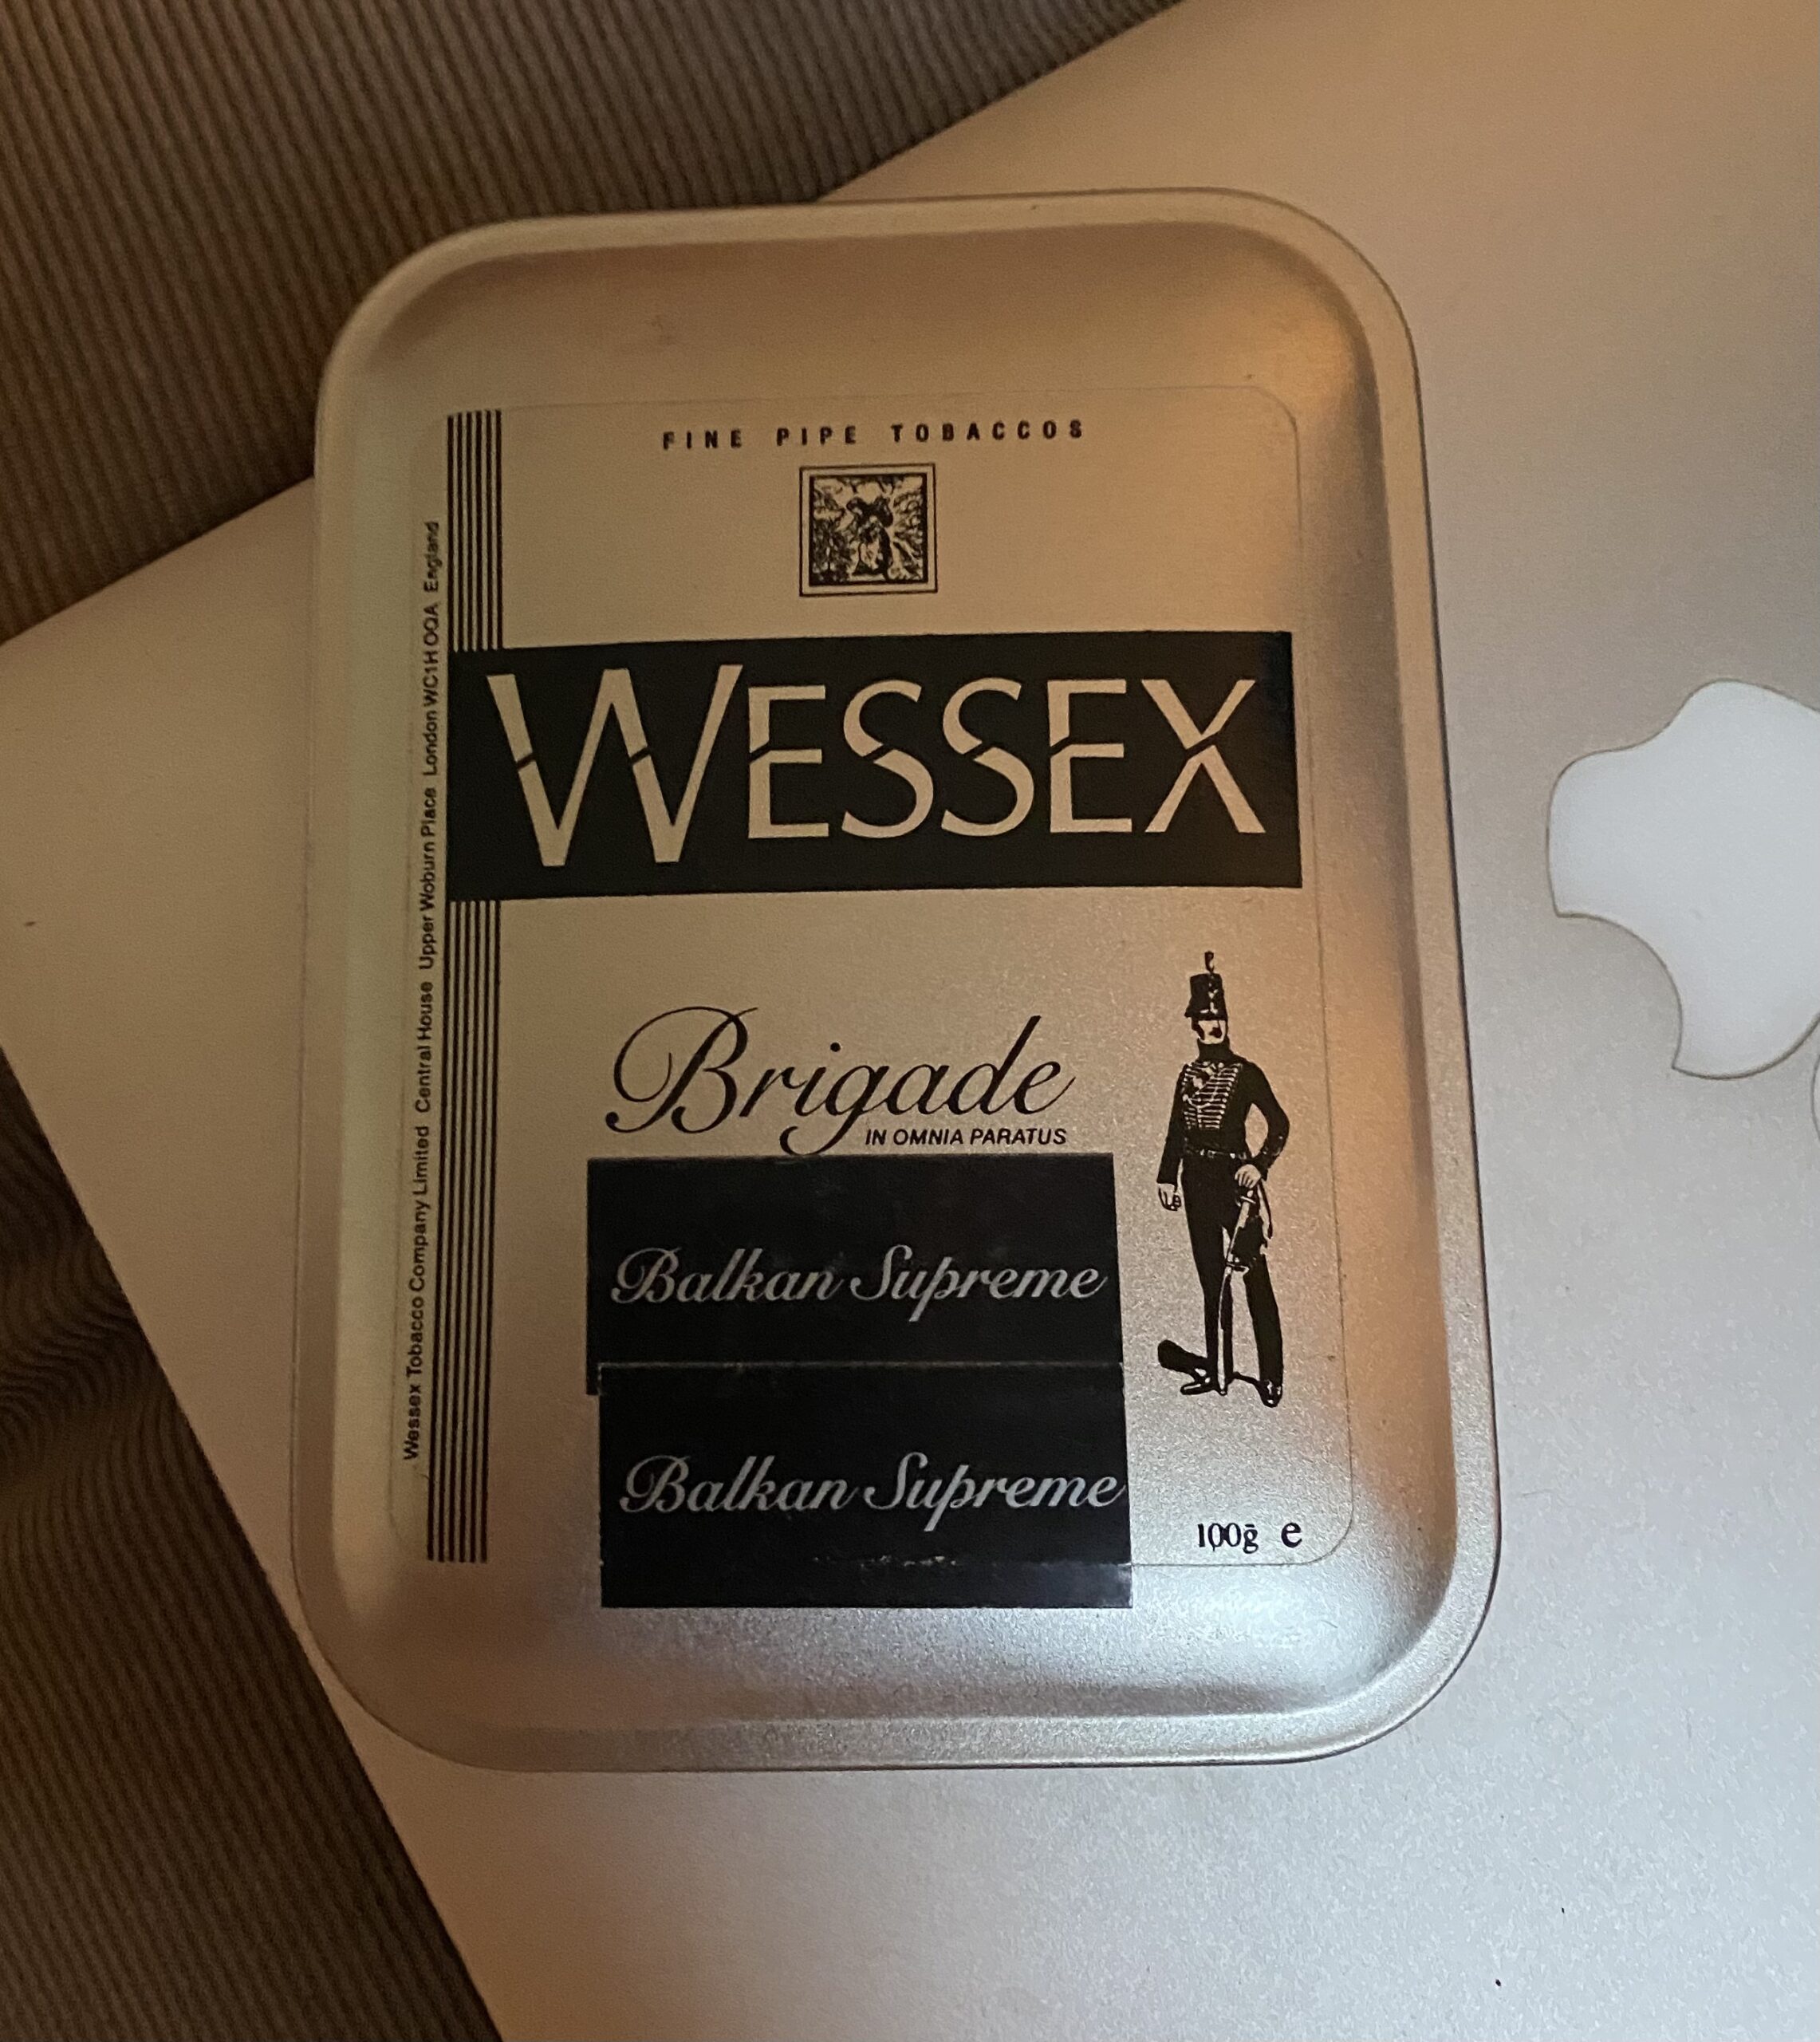 FINE PIPE TOBACCOS
WESSEX
Brigade
IN OMNIA PARATUS
Balkan Supreme
Balkan Supreme
100g e
Wessex Tobacco Company Limited Central House Upper Woburn Place London WC1H OQA England